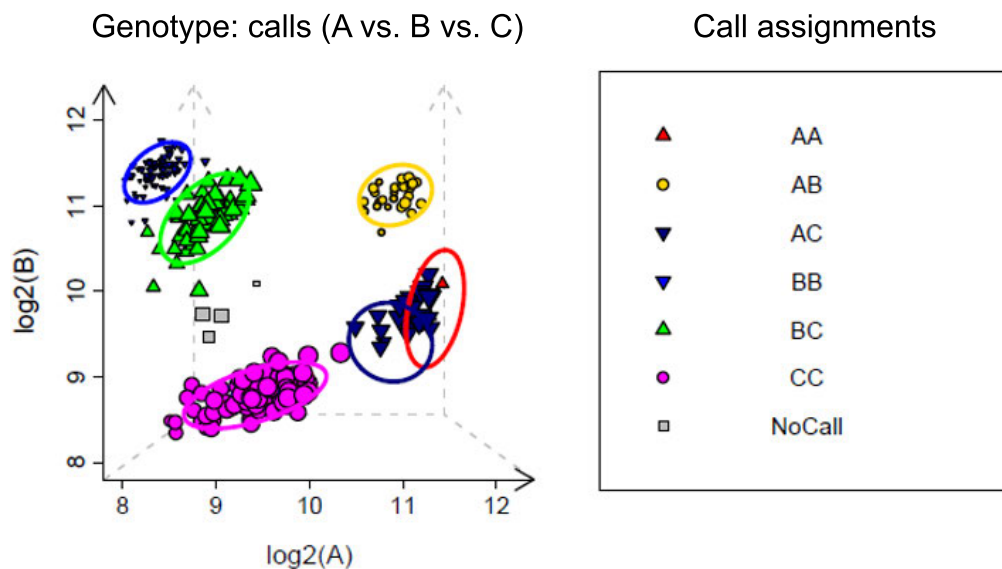 Genotype: calls (A vs. B vs. C)
Call assignments
log2(B)
12
11
10
9
8
8 9 10 11 12
log2(A)
AA
AB
AC
BB
BC
CC
NoCall